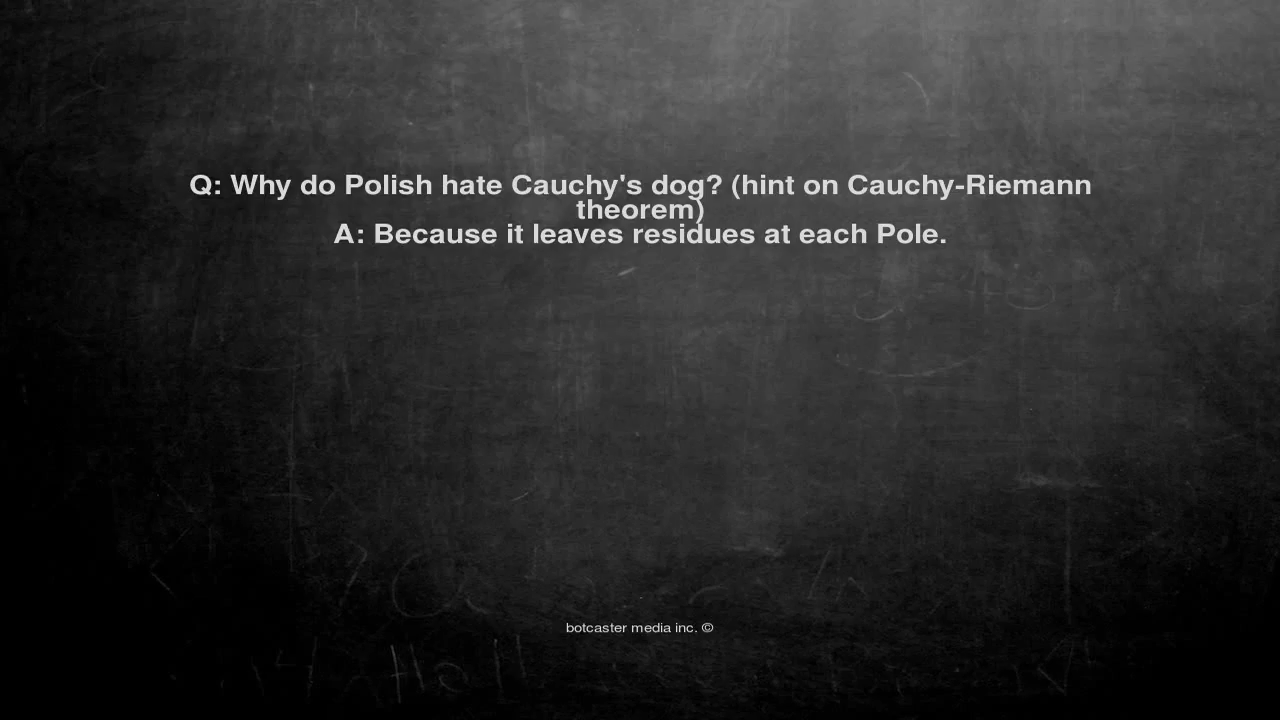 Q: Why do Polish hate Cauchy's dog? (hint on Cauchy-Riemann
theorem)
A: Because it leaves residues at each Pole.
botcaster media inc. ©